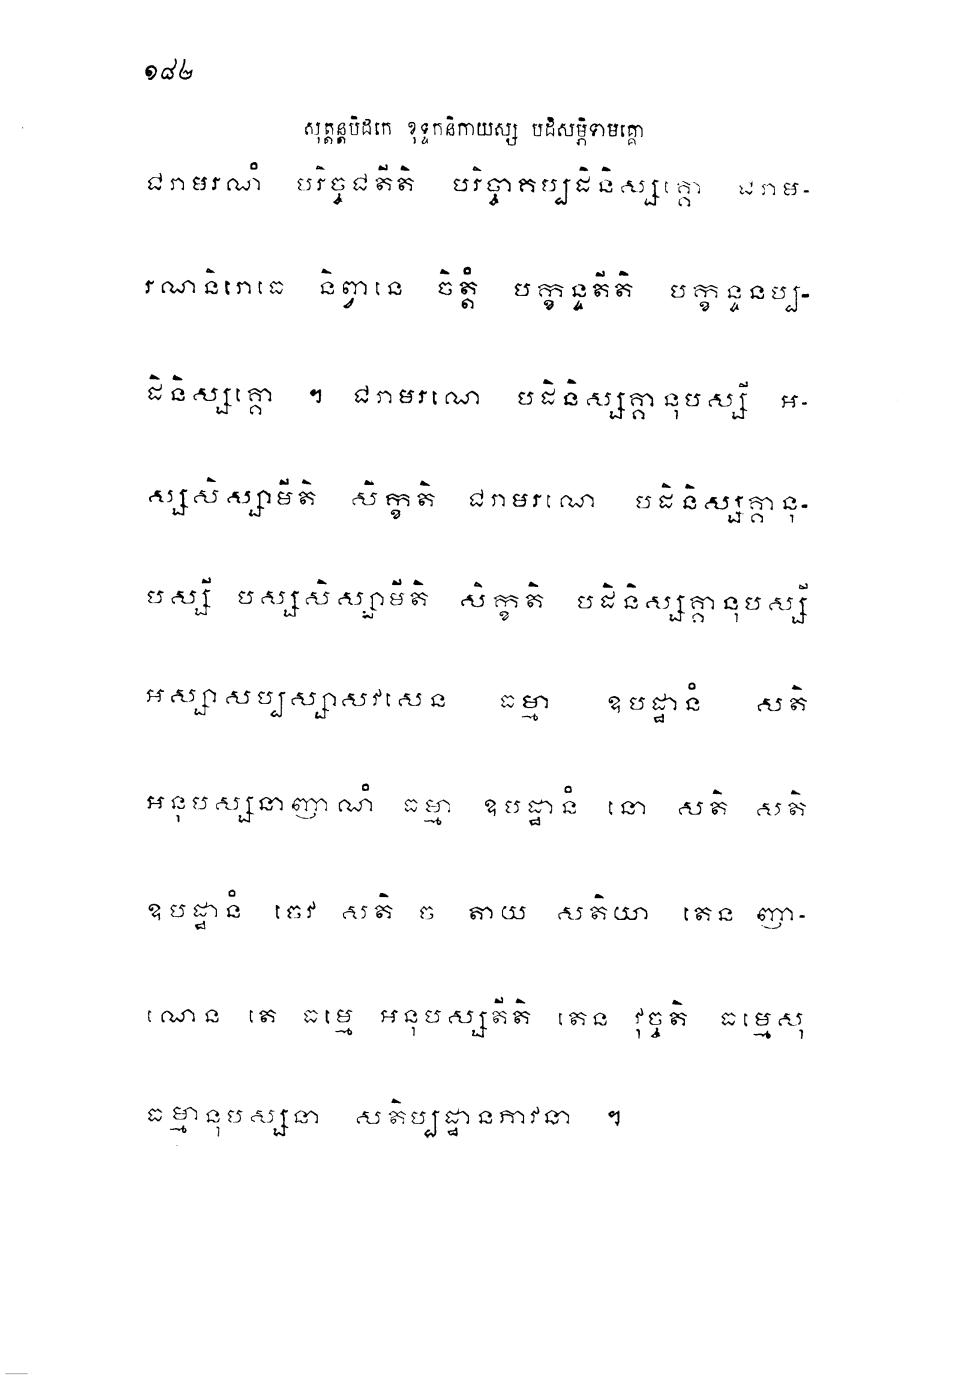 ១៨៤
សុត្តន្តបិដកេ ខុទ្ទកនិកាយស្ស បដិសម្ភិទាមគ្គោ
ជរាមរណំ បរិច្ចជតីតិ បរិច្ចាគប្បដិនិស្សគ្គោ ជរាម-
រណនិរោធេ និព្វានេ ចិត្តំ បក្ខន្ទតីតិ បក្ខន្ទនប្ប-
ដិនិស្សគ្គោ ៗ ជរាមរណេ បដិនិស្សគ្គានុបស្សី អ-
ស្សសិស្សាមីតិ សិក្ខតិ ជរាមរណេ បដិនិស្សគ្គានុ-
បស្សី បស្សសិស្សាមីតិ សិក្ខតិ បដិនិស្សគ្គានុបស្សី
អស្សាសប្បស្សាសវសេន ធម្មា ឧបដ្ឋានំ សតិ
អនុបស្សនាញាណំ ធម្មា ឧបដ្ឋានំ នោ សតិ សតិ
ឧបដ្ឋានំ ចេវ សតិ ច តាយ សតិយា តេន ញា-
ណេន តេ ធម្មេ អនុបស្សតីតិ តេន វុច្ចតិ ធម្មេសុ
ធម្មានុបស្សនា សតិប្បដ្ឋានភាវនា ៗ